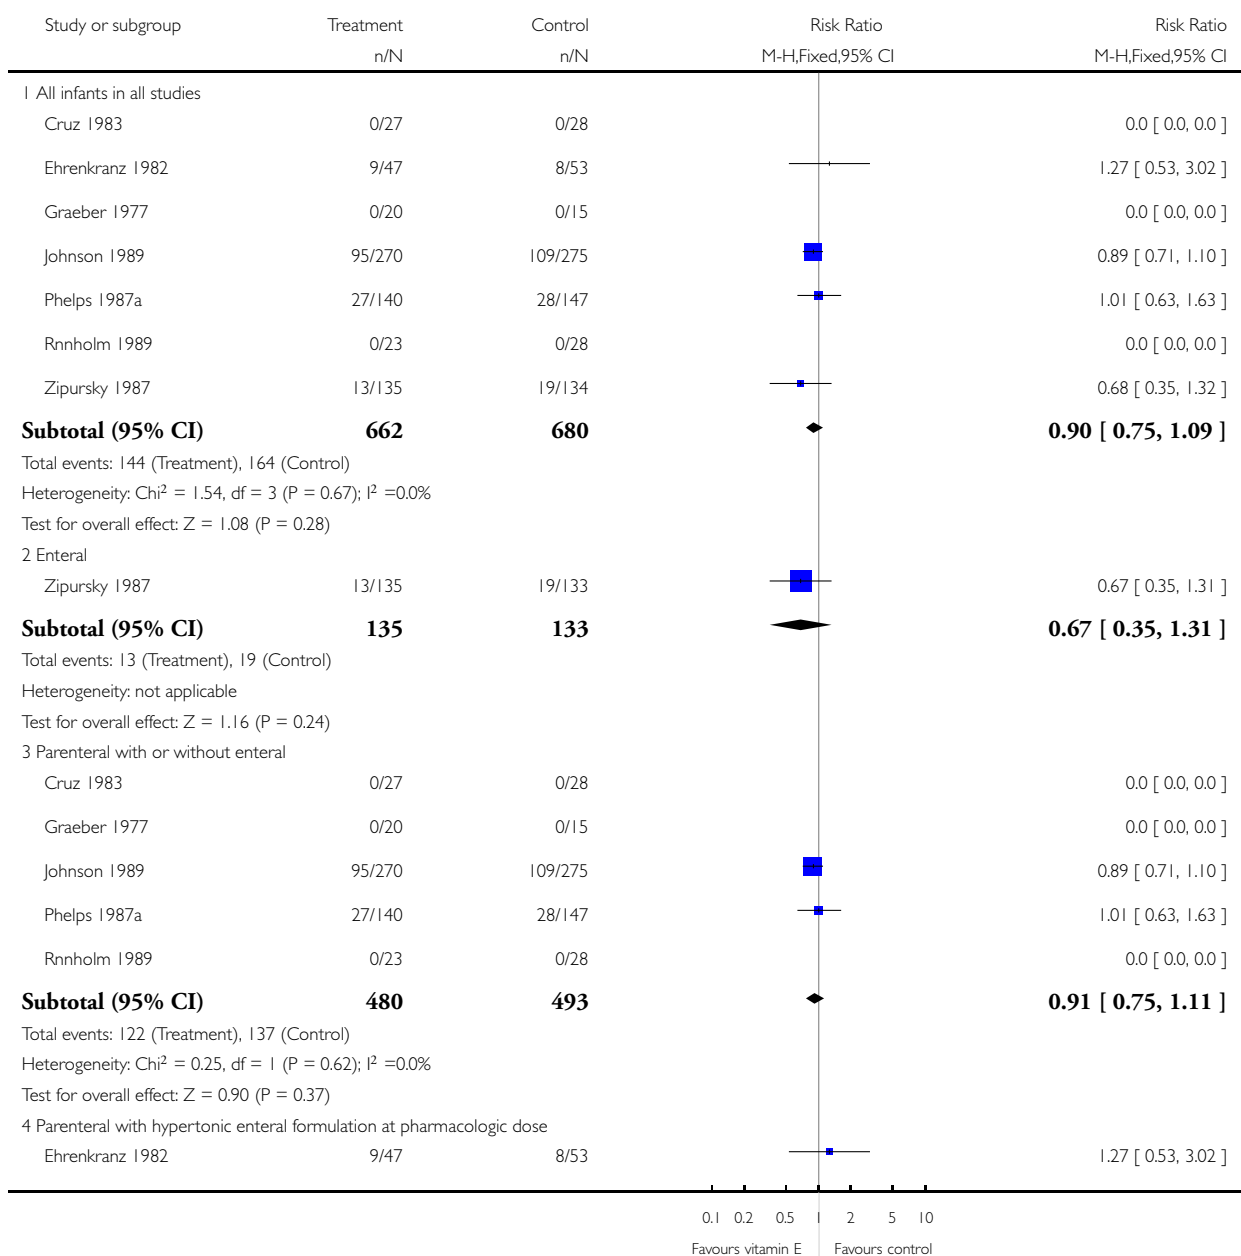 Study or subgroup Treatment Control Risk Ratio Risk Ratio
n/N n/N M-H,Fixed,95% CI M-H,Fixed,95% CI
1 All infants in all studies
Cruz 1983 0/27 0/28 0.0 [ 0.0, 0.0 ]
Ehrenkranz 1982 9/47 8/53 1.27 [ 0.53, 3.02 ]
Graeber 1977 0/20 0/15 0.0 [ 0.0, 0.0 ]
Johnson 1989 95/270 109/275 0.89 [ 0.71, 1.10 ]
Phelps 1987a 27/140 28/147 1.01 [ 0.63, 1.63 ]
Rnnholm 1989 0/23 0/28 0.0 [ 0.0, 0.0 ]
Zipursky 1987 13/135 19/134 0.68 [ 0.35, 1.32 ]
Subtotal (95% CI) 662 680 0.90 [ 0.75, 1.09 ]
Total events: 144 (Treatment), 164 (Control)
Heterogeneity: Chi² = 1.54, df = 3 (P = 0.67); I² =0.0%
Test for overall effect: Z = 1.08 (P = 0.28)
2 Enteral
Zipursky 1987 13/135 19/133 0.67 [ 0.35, 1.31 ]
Subtotal (95% CI) 135 133 0.67 [ 0.35, 1.31 ]
Total events: 13 (Treatment), 19 (Control)
Heterogeneity: not applicable
Test for overall effect: Z = 1.16 (P = 0.24)
3 Parenteral with or without enteral
Cruz 1983 0/27 0/28 0.0 [ 0.0, 0.0 ]
Graeber 1977 0/20 0/15 0.0 [ 0.0, 0.0 ]
Johnson 1989 95/270 109/275 0.89 [ 0.71, 1.10 ]
Phelps 1987a 27/140 28/147 1.01 [ 0.63, 1.63 ]
Rnnholm 1989 0/23 0/28 0.0 [ 0.0, 0.0 ]
Subtotal (95% CI) 480 493 0.91 [ 0.75, 1.11 ]
Total events: 122 (Treatment), 137 (Control)
Heterogeneity: Chi² = 0.25, df = 1 (P = 0.62); I² =0.0%
Test for overall effect: Z = 0.90 (P = 0.37)
4 Parenteral with hypertonic enteral formulation at pharmacologic dose
Ehrenkranz 1982 9/47 8/53 1.27 [ 0.53, 3.02 ]
0.1 0.2 0.5 1 2 5 10
Favours vitamin E Favours control